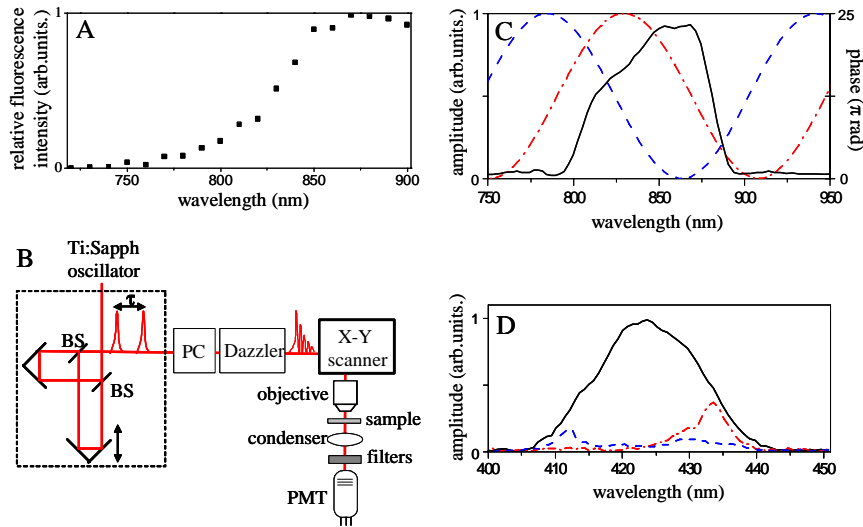 A
relative fluorescence
intensity (arb.units.)
1
0
750
800
850
900
wavelength (nm)
B
Ti:Sapph
oscillator
τ
BS
BS
PC
Dazzler
X-Y
scanner
objective
sample
condenser
filters
PMT
C
amplitude (arb.units.)
1
0
25
0
phase (π rad)
750
800
850
900
950
wavelength (nm)
D
amplitude (arb.units.)
1
0
400
410
420
430
440
450
wavelength (nm)